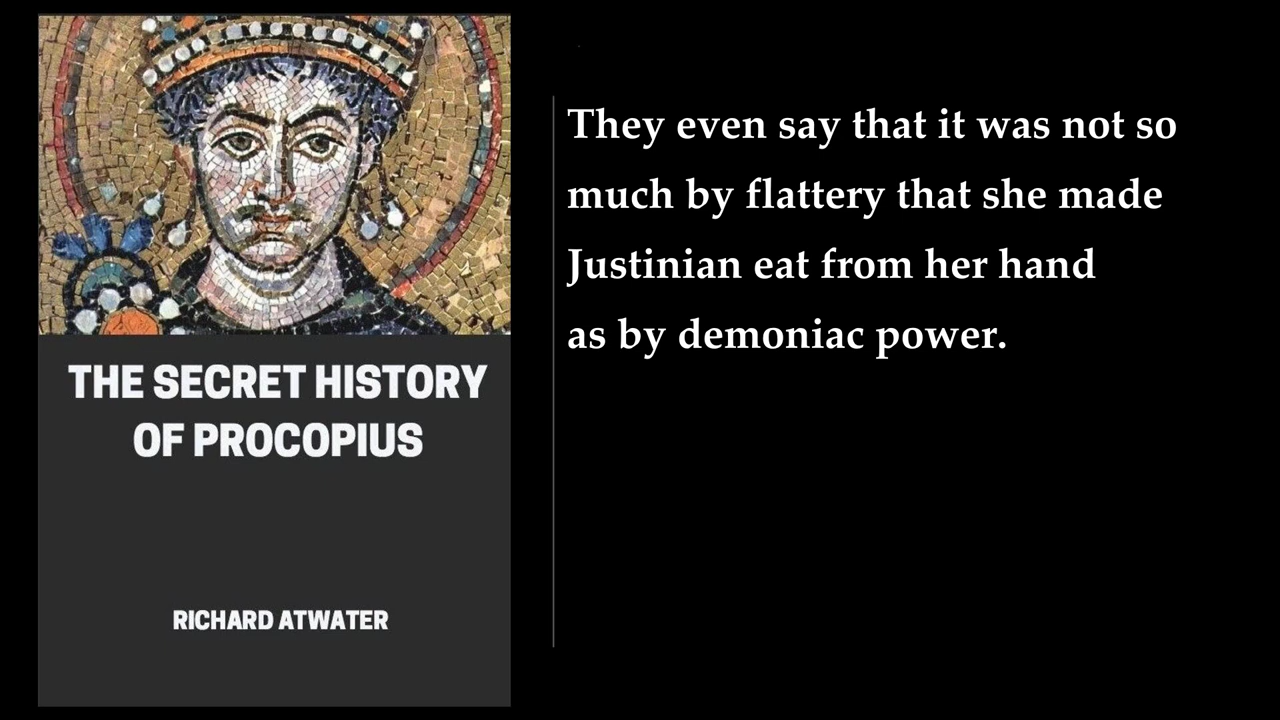 THE SECRET HISTORY
OF PROCOPIUS
RICHARD ATWATER
They even say that it was not so
much by flattery that she made
Justinian eat from her hand
as by demoniac power.